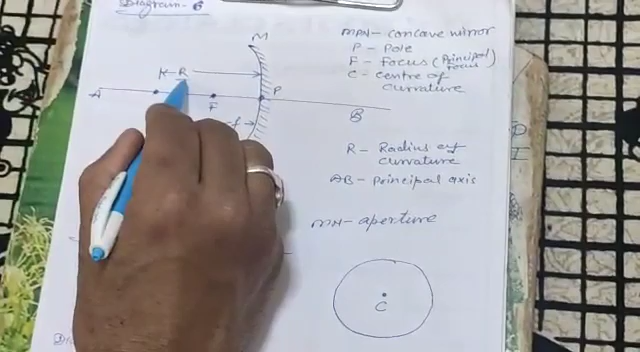 Diagram- 6
M
MPN- concave mirror
P - Pole
F - Focus (Principal focus)
C - Centre of
curvature
R
A
F
P
B
f
R - Radius of
curvature
AB- Principal axis
MN- aperture
C